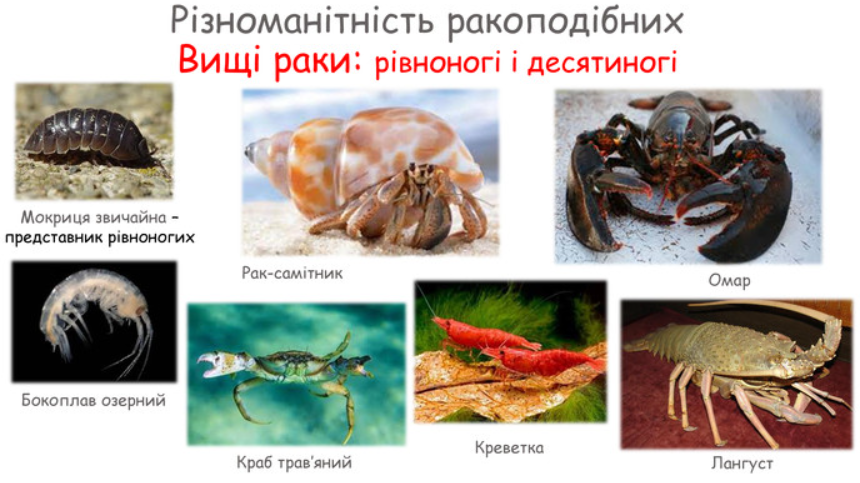 Різноманітність ракоподібних
Вищі раки: рівноногі і десятиногі
Мокриця звичайна –
представник рівноногих
Рак-самітник
Омар
Бокоплав озерний
Краб трав’яний
Креветка
Лангуст